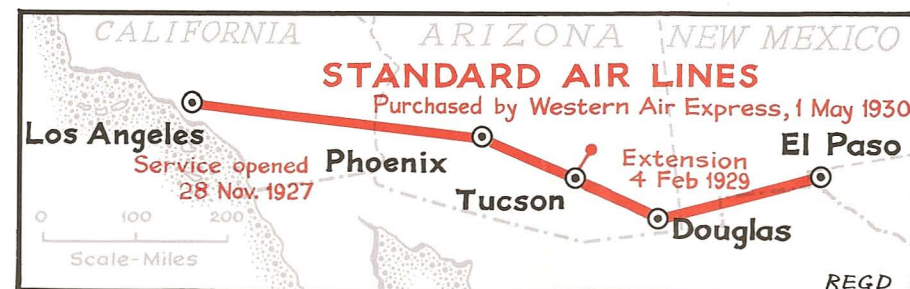 CALIFORNIA
ARIZONA
NEW MEXICO
STANDARD AIR LINES
Purchased by Western Air Express, 1 May 1930
Los Angeles
Service opened
28 Nov. 1927
Phoenix
Tucson
Extension
4 Feb 1929
El Paso
Douglas
0 100 200
Scale-Miles
REGD